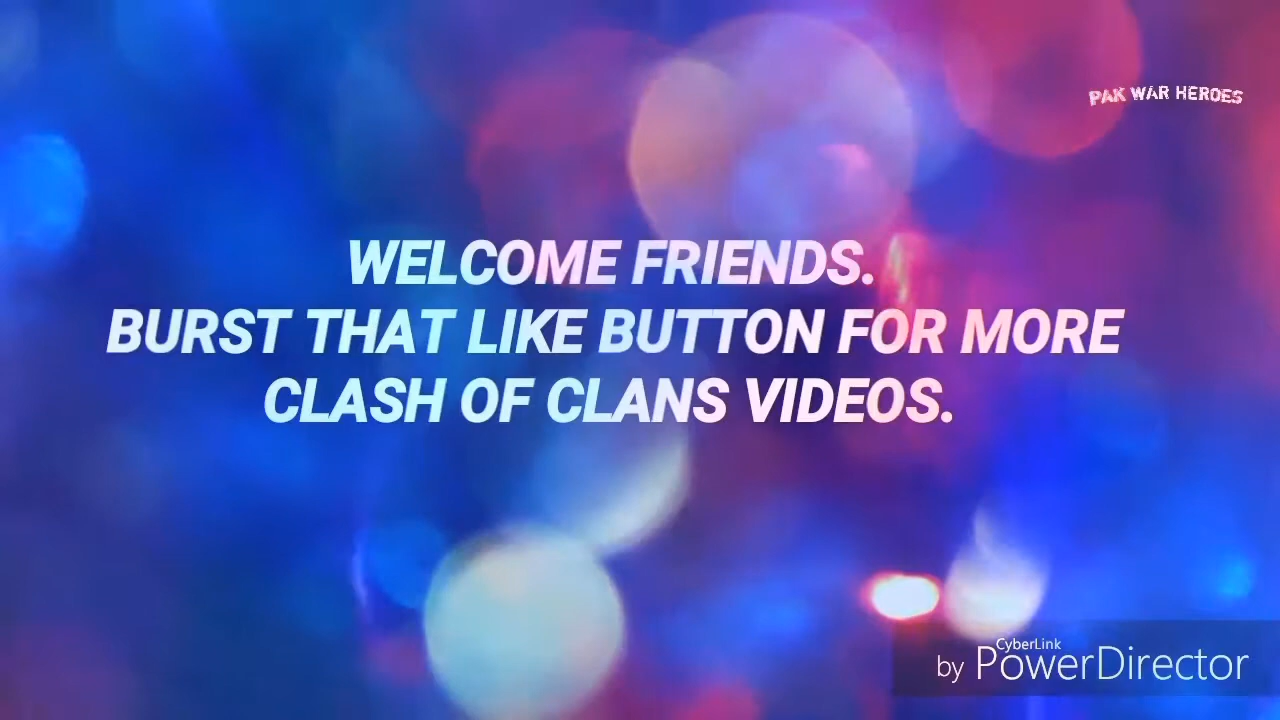 PAK WAR HEROES
WELCOME FRIENDS.
BURST THAT LIKE BUTTON FOR MORE
CLASH OF CLANS VIDEOS.
CyberLink
by PowerDirector